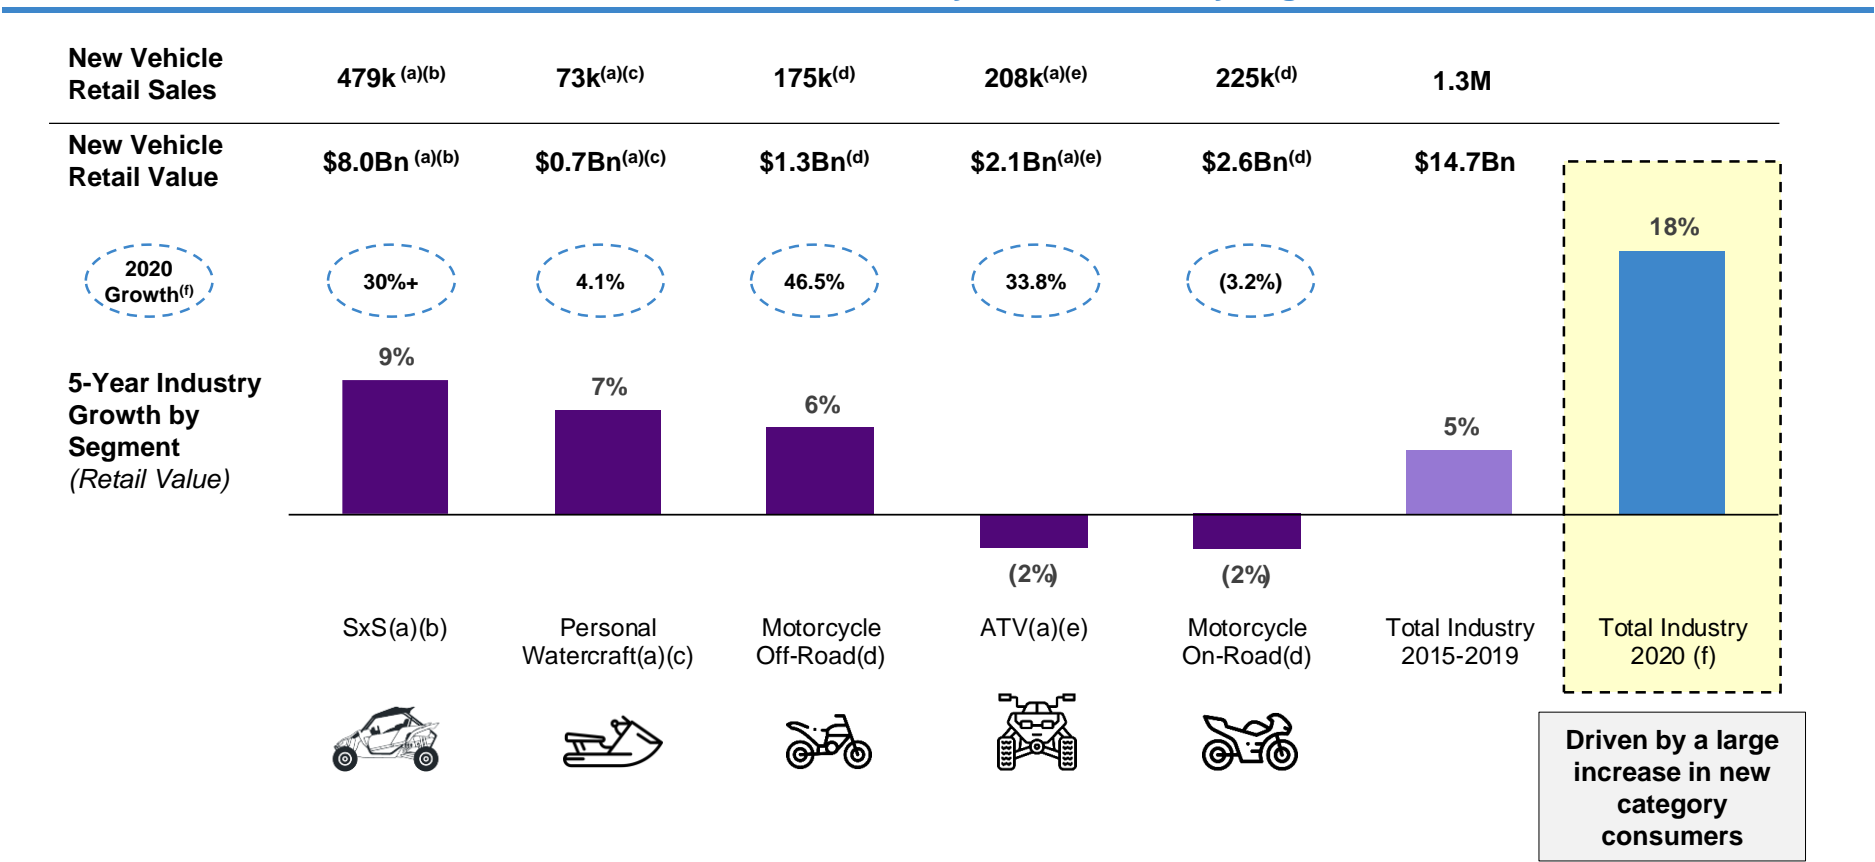 New Vehicle
Retail Sales
479k (a)(b)
73k(a)(c)
175k(d)
208k(a)(e)
225k(d)
1.3M
New Vehicle
Retail Value
$8.0Bn (a)(b)
$0.7Bn(a)(c)
$1.3Bn(d)
$2.1Bn(a)(e)
$2.6Bn(d)
$14.7Bn
2020
Growth(f)
30%+
4.1%
46.5%
33.8%
(3.2%)
18%
5-Year Industry
Growth by
Segment
(Retail Value)
9%
7%
6%
(2%)
(2%)
5%
SxS(a)(b)
Personal
Watercraft(a)(c)
Motorcycle
Off-Road(d)
ATV(a)(e)
Motorcycle
On-Road(d)
Total Industry
2015-2019
Total Industry
2020 (f)
Driven by a large
increase in new
category
consumers